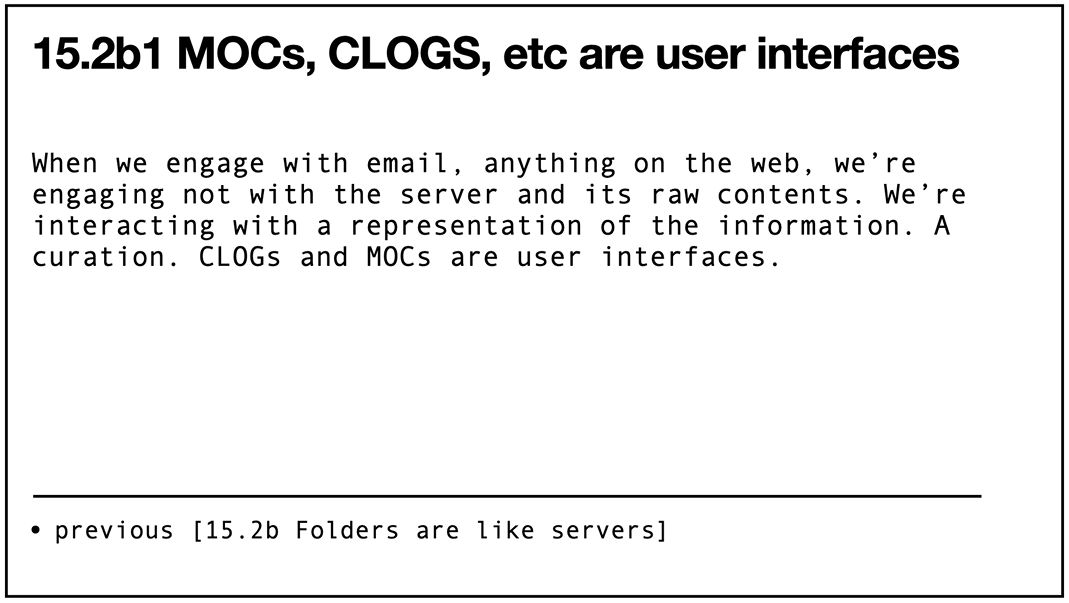 15.2b1 MOCs, CLOGS, etc are user interfaces
When we engage with email, anything on the web, we’re
engaging not with the server and its raw contents. We’re
interacting with a representation of the information. A
curation. CLOGs and MOCs are user interfaces.
• previous [15.2b Folders are like servers]